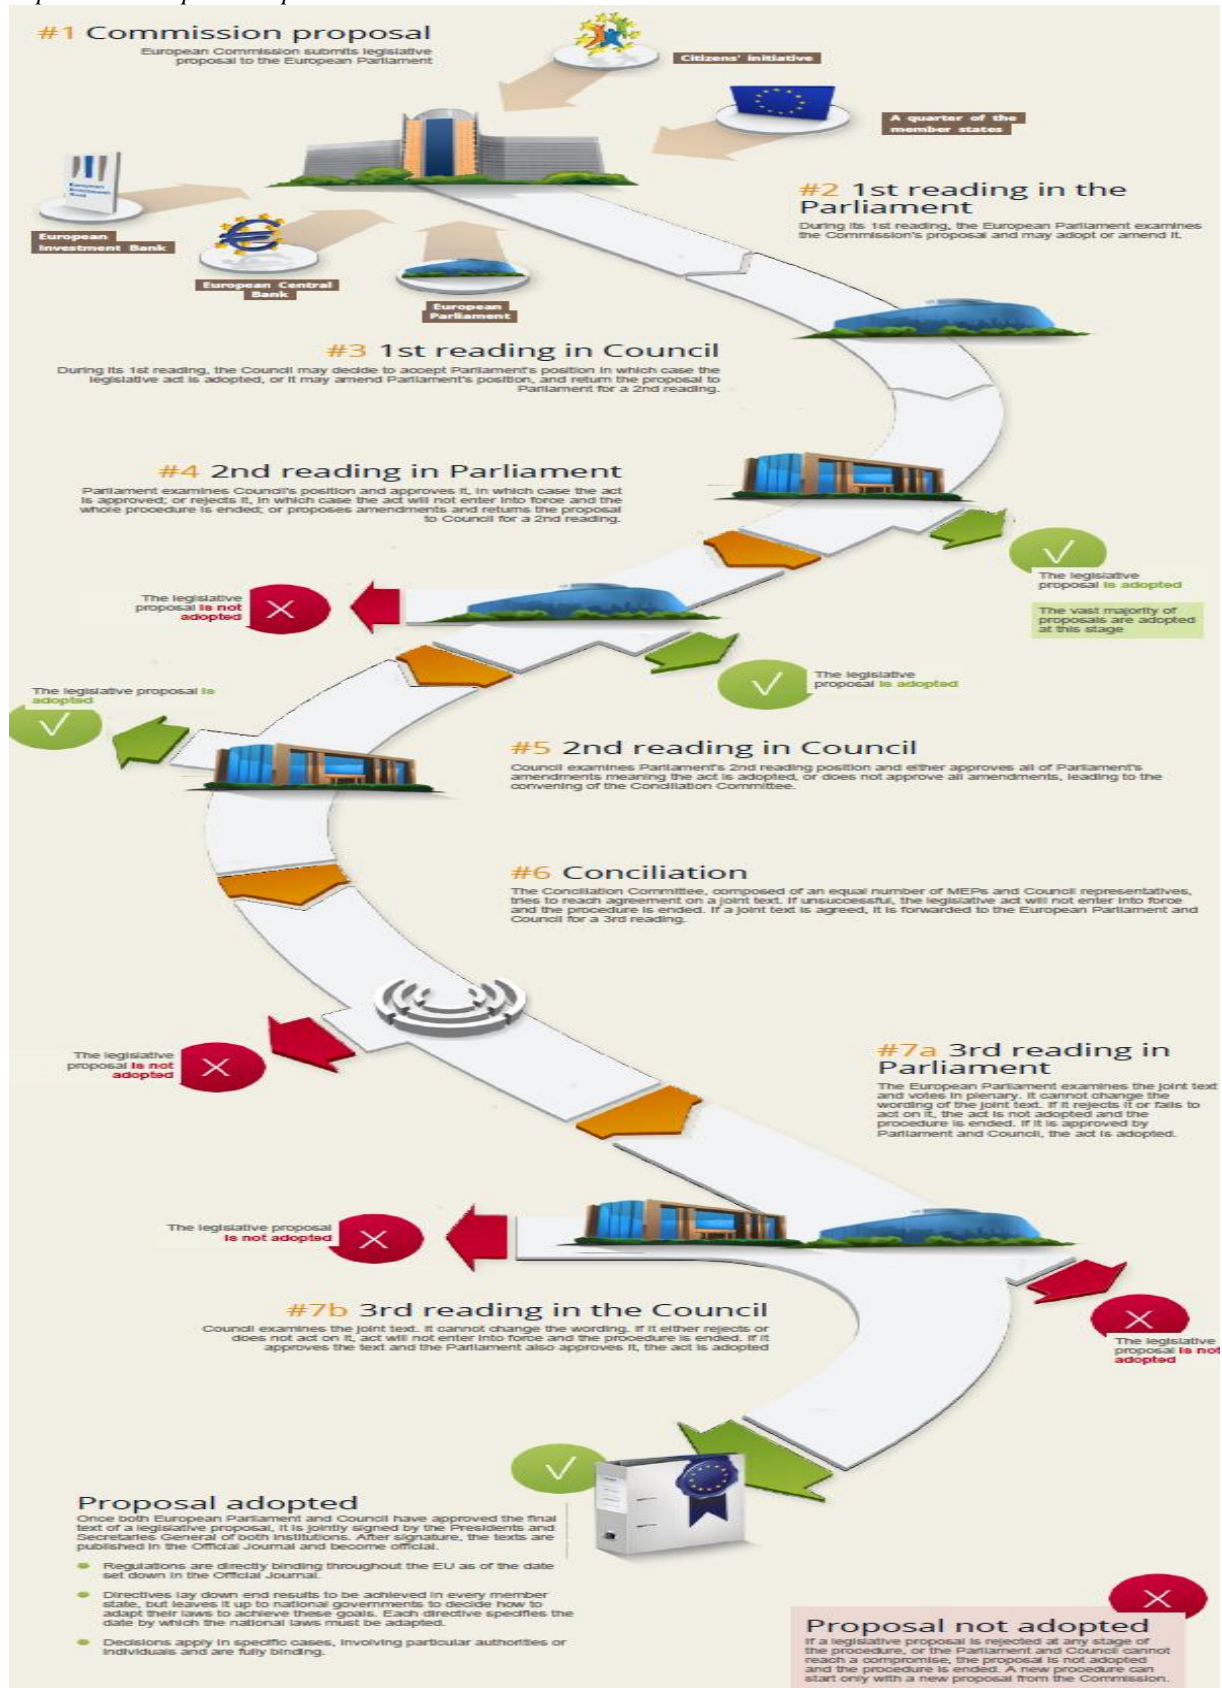 #1 Commission proposal
European Commission submits legislative
proposal to the European Parliament
Citizens' Initiative
A quarter of the
member states
European
Investment
Bank
European
Investment Bank
European Central
Bank
European
Parliament
#2 1st reading in the
Parliament
During its 1st reading, the European Parliament examines
the Commission's proposal and may adopt or amend it.
#3 1st reading in Council
During its 1st reading, the Council may decide to accept Parliament's position in which case the
legislative act is adopted, or it may amend Parliament's position, and return the proposal to
Parliament for a 2nd reading.
#4 2nd reading in Parliament
Parliament examines Council's position and approves it, in which case the act
is approved; or rejects it, in which case the act will not enter into force and the
whole procedure is ended; or proposes amendments and returns the proposal
to Council for a 2nd reading.
The legislative
proposal is adopted
The vast majority of
proposals are adopted
at this stage
The legislative
proposal is not
adopted
The legislative
proposal is adopted
The legislative proposal is
adopted
#5 2nd reading in Council
Council examines Parliament's 2nd reading position and either approves all of Parliament's
amendments meaning the act is adopted, or does not approve all amendments, leading to the
convening of the Conciliation Committee.
#6 Conciliation
The Conciliation Committee, composed of an equal number of MEPs and Council representatives,
tries to reach agreement on a joint text. If unsuccessful, the legislative act will not enter into force
and the procedure is ended. If a joint text is agreed, it is forwarded to the European Parliament and
Council for a 3rd reading.
The legislative
proposal is not
adopted
#7a 3rd reading in
Parliament
The European Parliament examines the joint text
and votes in plenary. It cannot change the
wording of the joint text. If it rejects it or fails to
act on it, the act is not adopted and the
procedure is ended. If it is approved by
Parliament and Council, the act is adopted.
The legislative proposal
is not adopted
#7b 3rd reading in the Council
Council examines the joint text. It cannot change the wording. If it either rejects or
does not act on it, act will not enter into force and the procedure is ended. If it
approves the text and the Parliament also approves it, the act is adopted
The legislative
proposal is not
adopted
Proposal adopted
Once both European Parliament and Council have approved the final
text of a legislative proposal, it is jointly signed by the Presidents and
Secretaries General of both institutions. After signature, the texts are
published in the Official Journal and become official.
Regulations are directly binding throughout the EU as of the date
set down in the Official Journal.
Directives lay down end results to be achieved in every member
state, but leaves it up to national governments to decide how to
adapt their laws to achieve these goals. Each directive specifies the
date by which the national laws must be adapted.
Decisions apply in specific cases, involving particular authorities or
individuals and are fully binding.
Proposal not adopted
If a legislative proposal is rejected at any stage of
the procedure, or the Parliament and Council cannot
reach a compromise, the proposal is not adopted
and the procedure is ended. A new procedure can
start only with a new proposal from the Commission.